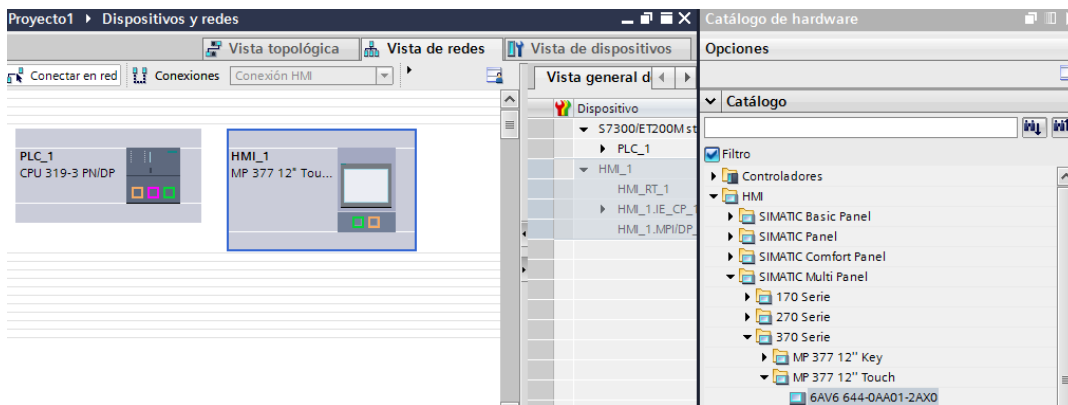 Proyecto1 ▸ Dispositivos y redes
Vista topológica
Vista de redes
Vista de dispositivos
Conectar en red
Conexiones
Conexión HMI
PLC_1
CPU 319-3 PN/DP
HMI_1
MP 377 12" Tou...
Vista general d
Dispositivo
S7300/ET200M st
PLC_1
HMI_1
HMI_RT_1
HMI_1.IE_CP_1
HMI_1.MPI/DP_
Catálogo de hardware
Opciones
Catálogo
Filtro
Controladores
HMI
SIMATIC Basic Panel
SIMATIC Panel
SIMATIC Comfort Panel
SIMATIC Multi Panel
170 Serie
270 Serie
370 Serie
MP 377 12" Key
MP 377 12" Touch
6AV6 644-0AA01-2AX0